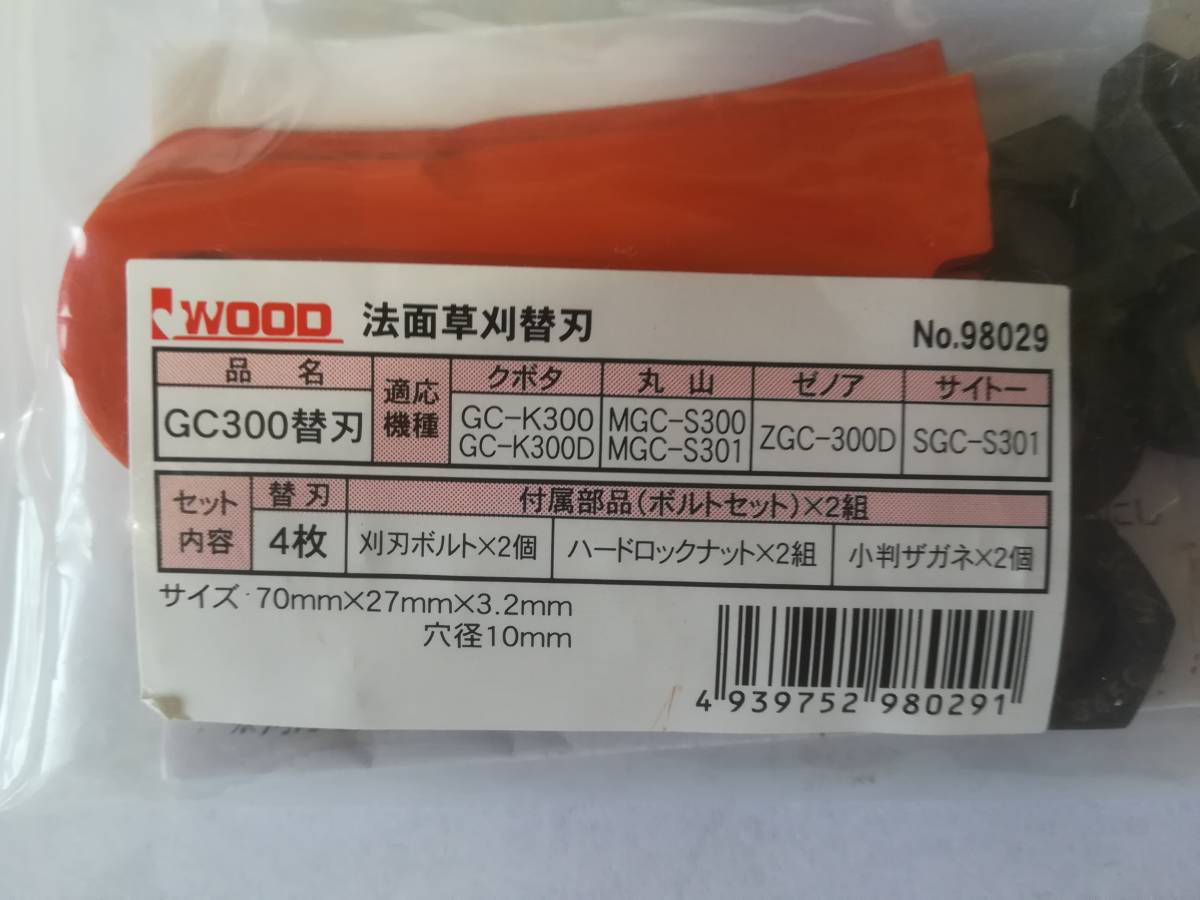 WOOD 法面草刈替刃 No.98029
品名 適応機種 クボタ 丸山 ゼノア サイトー
GC300替刃 GC-K300 MGC-S300 ZGC-300D SGC-S301
GC-K300D MGC-S301
セット内容 替刃 付属部品(ボルトセット)×2組
4枚 刈刃ボルト×2個 ハードロックナット×2組 小判ザガネ×2個
サイズ 70mm×27mm×3.2mm
穴径10mm
4 939752 980291